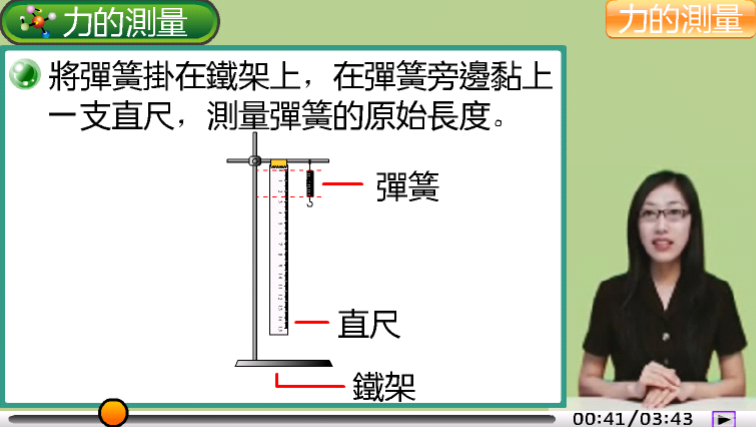 力的測量
力的測量
將彈簧掛在鐵架上，在彈簧旁邊黏上
一支直尺，測量彈簧的原始長度。
彈簧
直尺
鐵架
00:41/03:43